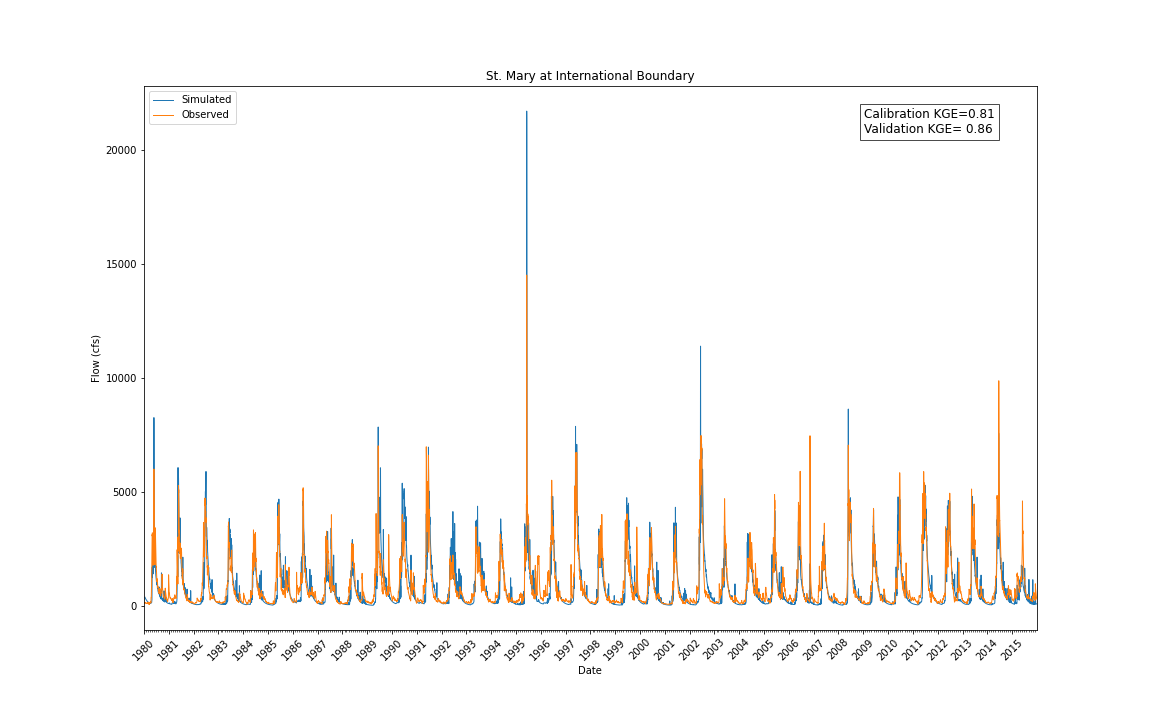 St. Mary at International Boundary
Simulated
Observed
Calibration KGE=0.81
Validation KGE= 0.86
20000
15000
10000
5000
0
Flow (cfs)
1980 1981 1982 1983 1984 1985 1986 1987 1988 1989 1990 1991 1992 1993 1994 1995 1996 1997 1998 1999 2000 2001 2002 2003 2004 2005 2006 2007 2008 2009 2010 2011 2012 2013 2014 2015
Date